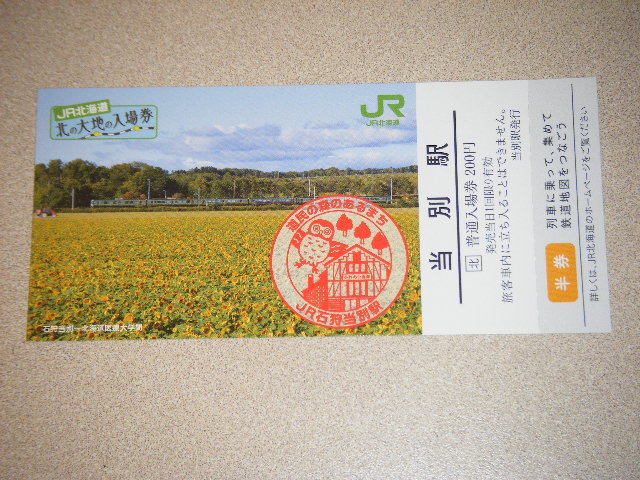 JR北海道
北の大地の入場券
JR
JR北海道
道民の森のあるまち
JR石狩当別駅
石狩当別~北海道医療大学間
当別駅
北 普通入場券 200円
発売当日1回限り有効
旅客車内に立ち入ることはできません。
当別駅発行
列車に乗って、集めて
鉄道地図をつなごう
半券
詳しくは、JR北海道のホームページをご覧ください